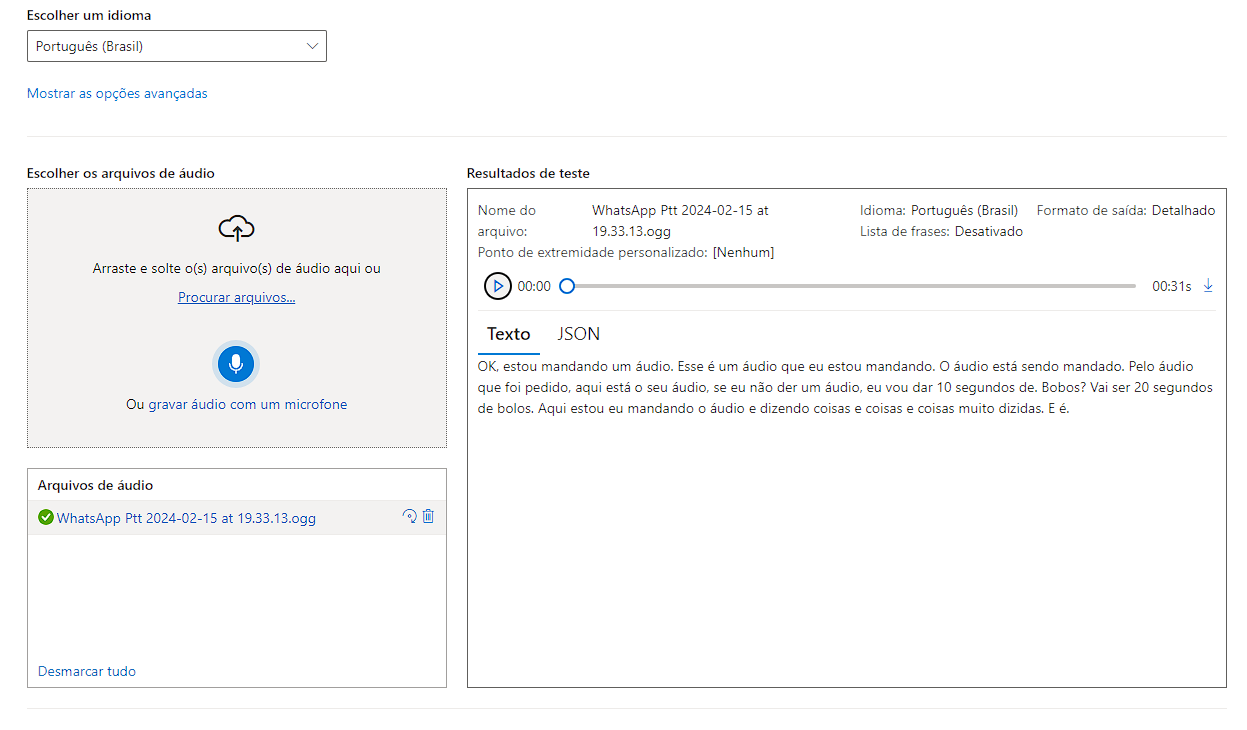 Escolher um idioma
Português (Brasil)
Mostrar as opções avançadas
Escolher os arquivos de áudio
Arraste e solte o(s) arquivo(s) de áudio aqui ou
Procurar arquivos...
Ou gravar áudio com um microfone
Arquivos de áudio
WhatsApp Ptt 2024-02-15 at 19.33.13.ogg
Desmarcar tudo
Resultados de teste
Nome do arquivo: WhatsApp Ptt 2024-02-15 at 19.33.13.ogg
Idioma: Português (Brasil) Formato de saída: Detalhado
Lista de frases: Desativado
Ponto de extremidade personalizado: [Nenhum]
00:00 00:31s
Texto JSON
OK, estou mandando um áudio. Esse é um áudio que eu estou mandando. O áudio está sendo mandado. Pelo áudio
que foi pedido, aqui está o seu áudio, se eu não der um áudio, eu vou dar 10 segundos de. Bobos? Vai ser 20 segundos
de bolos. Aqui estou eu mandando o áudio e dizendo coisas e coisas e coisas muito dizidas. E é.